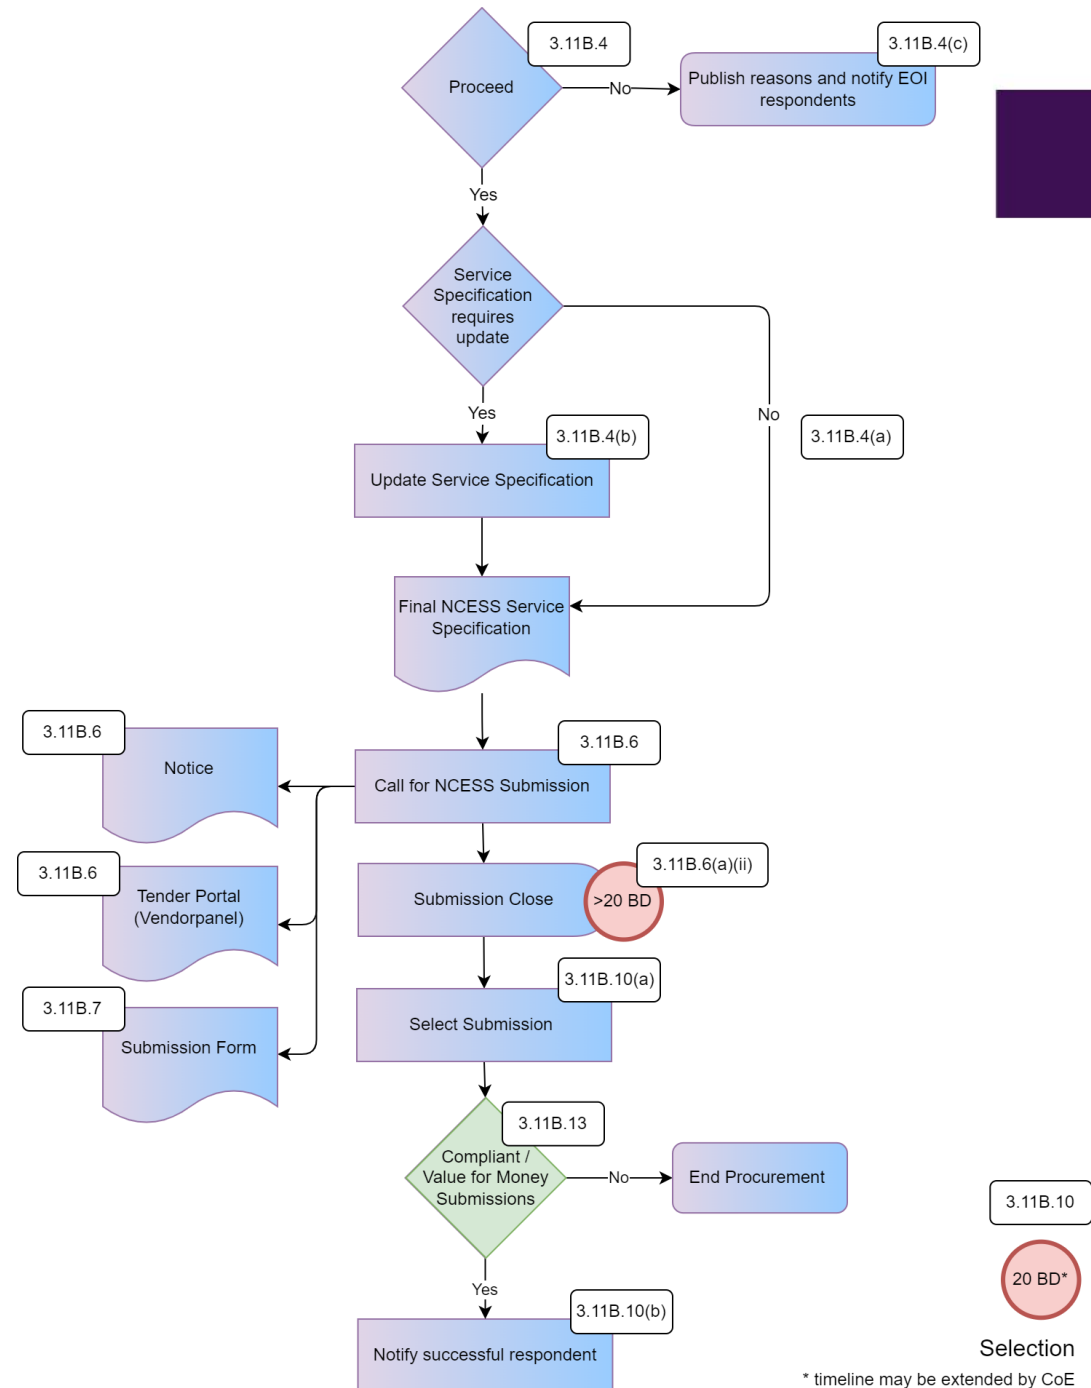 3.11B.4
3.11B.4(c)
Proceed
No
Publish reasons and notify EOI
respondents
Yes
Service
Specification
requires
update
Yes
No
3.11B.4(b)
3.11B.4(a)
Update Service Specification
Final NCESS Service
Specification
3.11B.6
Notice
3.11B.6
Call for NCESS Submission
3.11B.6
Tender Portal
(Vendorpanel)
3.11B.6(a)(ii)
Submission Close
>20 BD
3.11B.7
Submission Form
3.11B.10(a)
Select Submission
3.11B.13
Compliant /
Value for Money
Submissions
No
End Procurement
Yes
3.11B.10(b)
Notify successful respondent
3.11B.10
20 BD*
Selection
* timeline may be extended by CoE